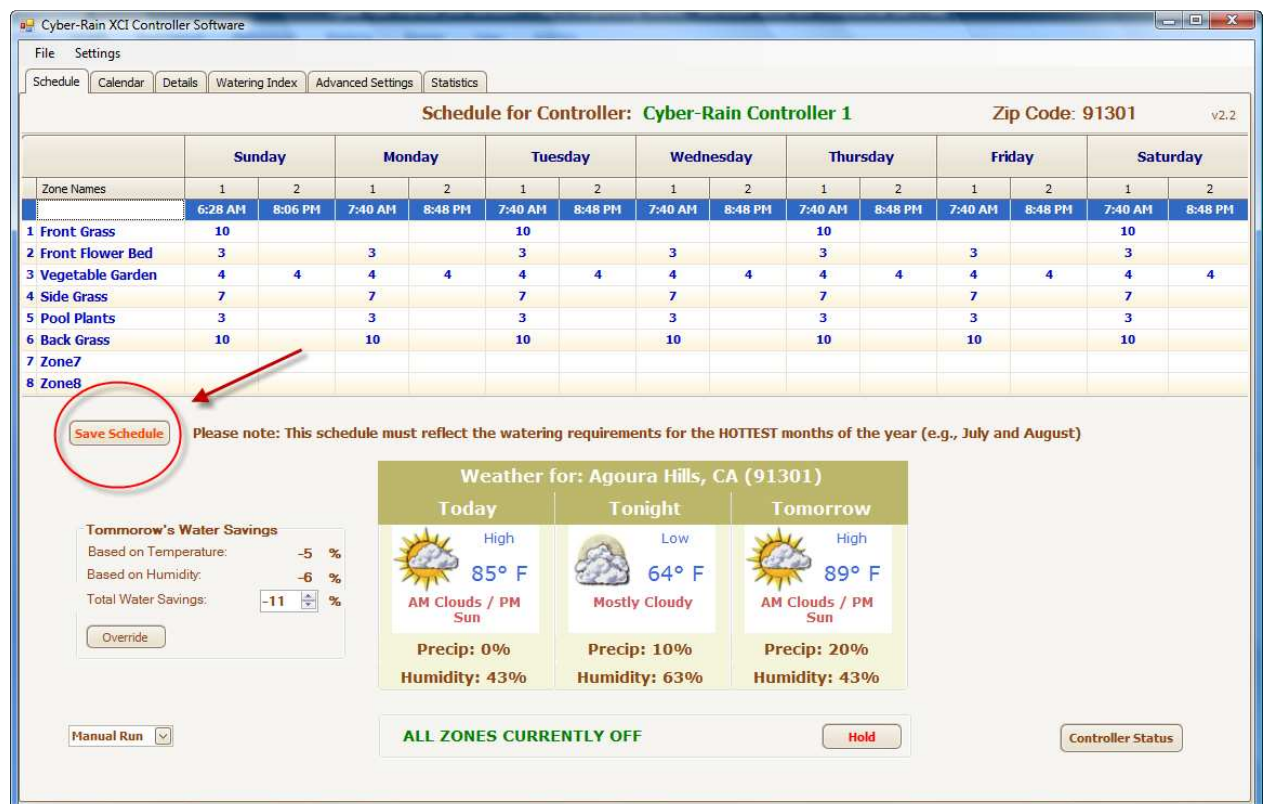 Cyber-Rain XCI Controller Software
File Settings
Schedule Calendar Details Watering Index Advanced Settings Statistics
Schedule for Controller: Cyber-Rain Controller 1 Zip Code: 91301 v2.2
Sunday Monday Tuesday Wednesday Thursday Friday Saturday
Zone Names 1 2 1 2 1 2 1 2 1 2 1 2 1 2
6:28 AM 8:06 PM 7:40 AM 8:48 PM 7:40 AM 8:48 PM 7:40 AM 8:48 PM 7:40 AM 8:48 PM 7:40 AM 8:48 PM 7:40 AM 8:48 PM
1 Front Grass 10 10 10 10
2 Front Flower Bed 3 3 3 3 3 3 3
3 Vegetable Garden 4 4 4 4 4 4 4 4 4 4 4 4 4 4
4 Side Grass 7 7 7 7 7 7 7
5 Pool Plants 3 3 3 3 3 3 3
6 Back Grass 10 10 10 10 10 10 10
7 Zone7
8 Zone8
Save Schedule Please note: This schedule must reflect the watering requirements for the HOTTEST months of the year (e.g., July and August)
Weather for: Agoura Hills, CA (91301)
Today Tonight Tomorrow
Tommorow's Water Savings
Based on Temperature: -5 %
Based on Humidity: -6 %
Total Water Savings: -11 %
Override
High
85° F
AM Clouds / PM
Sun
Precip: 0%
Humidity: 43%
Low
64° F
Mostly Cloudy
Precip: 10%
Humidity: 63%
High
89° F
AM Clouds / PM
Sun
Precip: 20%
Humidity: 43%
Manual Run ALL ZONES CURRENTLY OFF Hold Controller Status